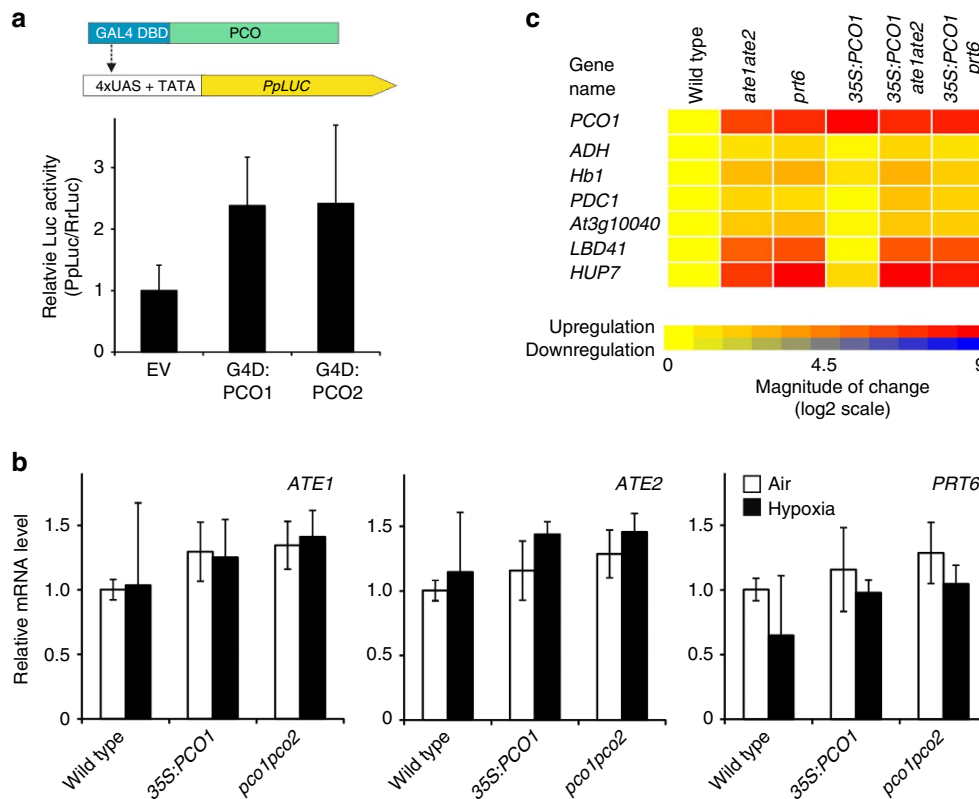 a
GAL4 DBD
PCO
4xUAS + TATA
PpLUC
Relatvie Luc activity
(PpLuc/RrLuc)
3
2
1
0
EV
G4D:
PCO1
G4D:
PCO2
c
Gene
name
Wild type
ate1ate2
prt6
35S:PCO1
35S:PCO1
ate1ate2
35S:PCO1
prt6
PCO1
ADH
Hb1
PDC1
At3g10040
LBD41
HUP7
Upregulation
Downregulation
0
4.5
9
Magnitude of change
(log2 scale)
b
Relative mRNA level
ATE1
1.5
1.0
0.5
0
Wild type
35S:PCO1
pco1pco2
ATE2
1.5
1.0
0.5
0
Wild type
35S:PCO1
pco1pco2
Air
Hypoxia
PRT6
1.5
1.0
0.5
0
Wild type
35S:PCO1
pco1pco2